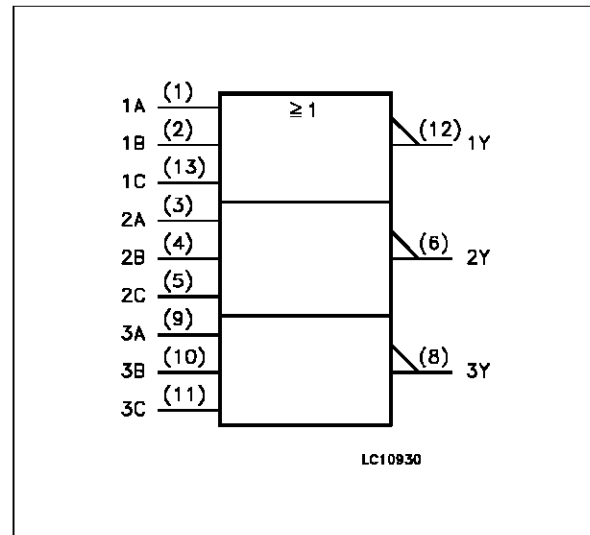 1A (1)
≧1
1B (2)
(12) 1Y
1C (13)
2A (3)
2B (4)
(6) 2Y
2C (5)
3A (9)
3B (10)
(8) 3Y
3C (11)
LC10930